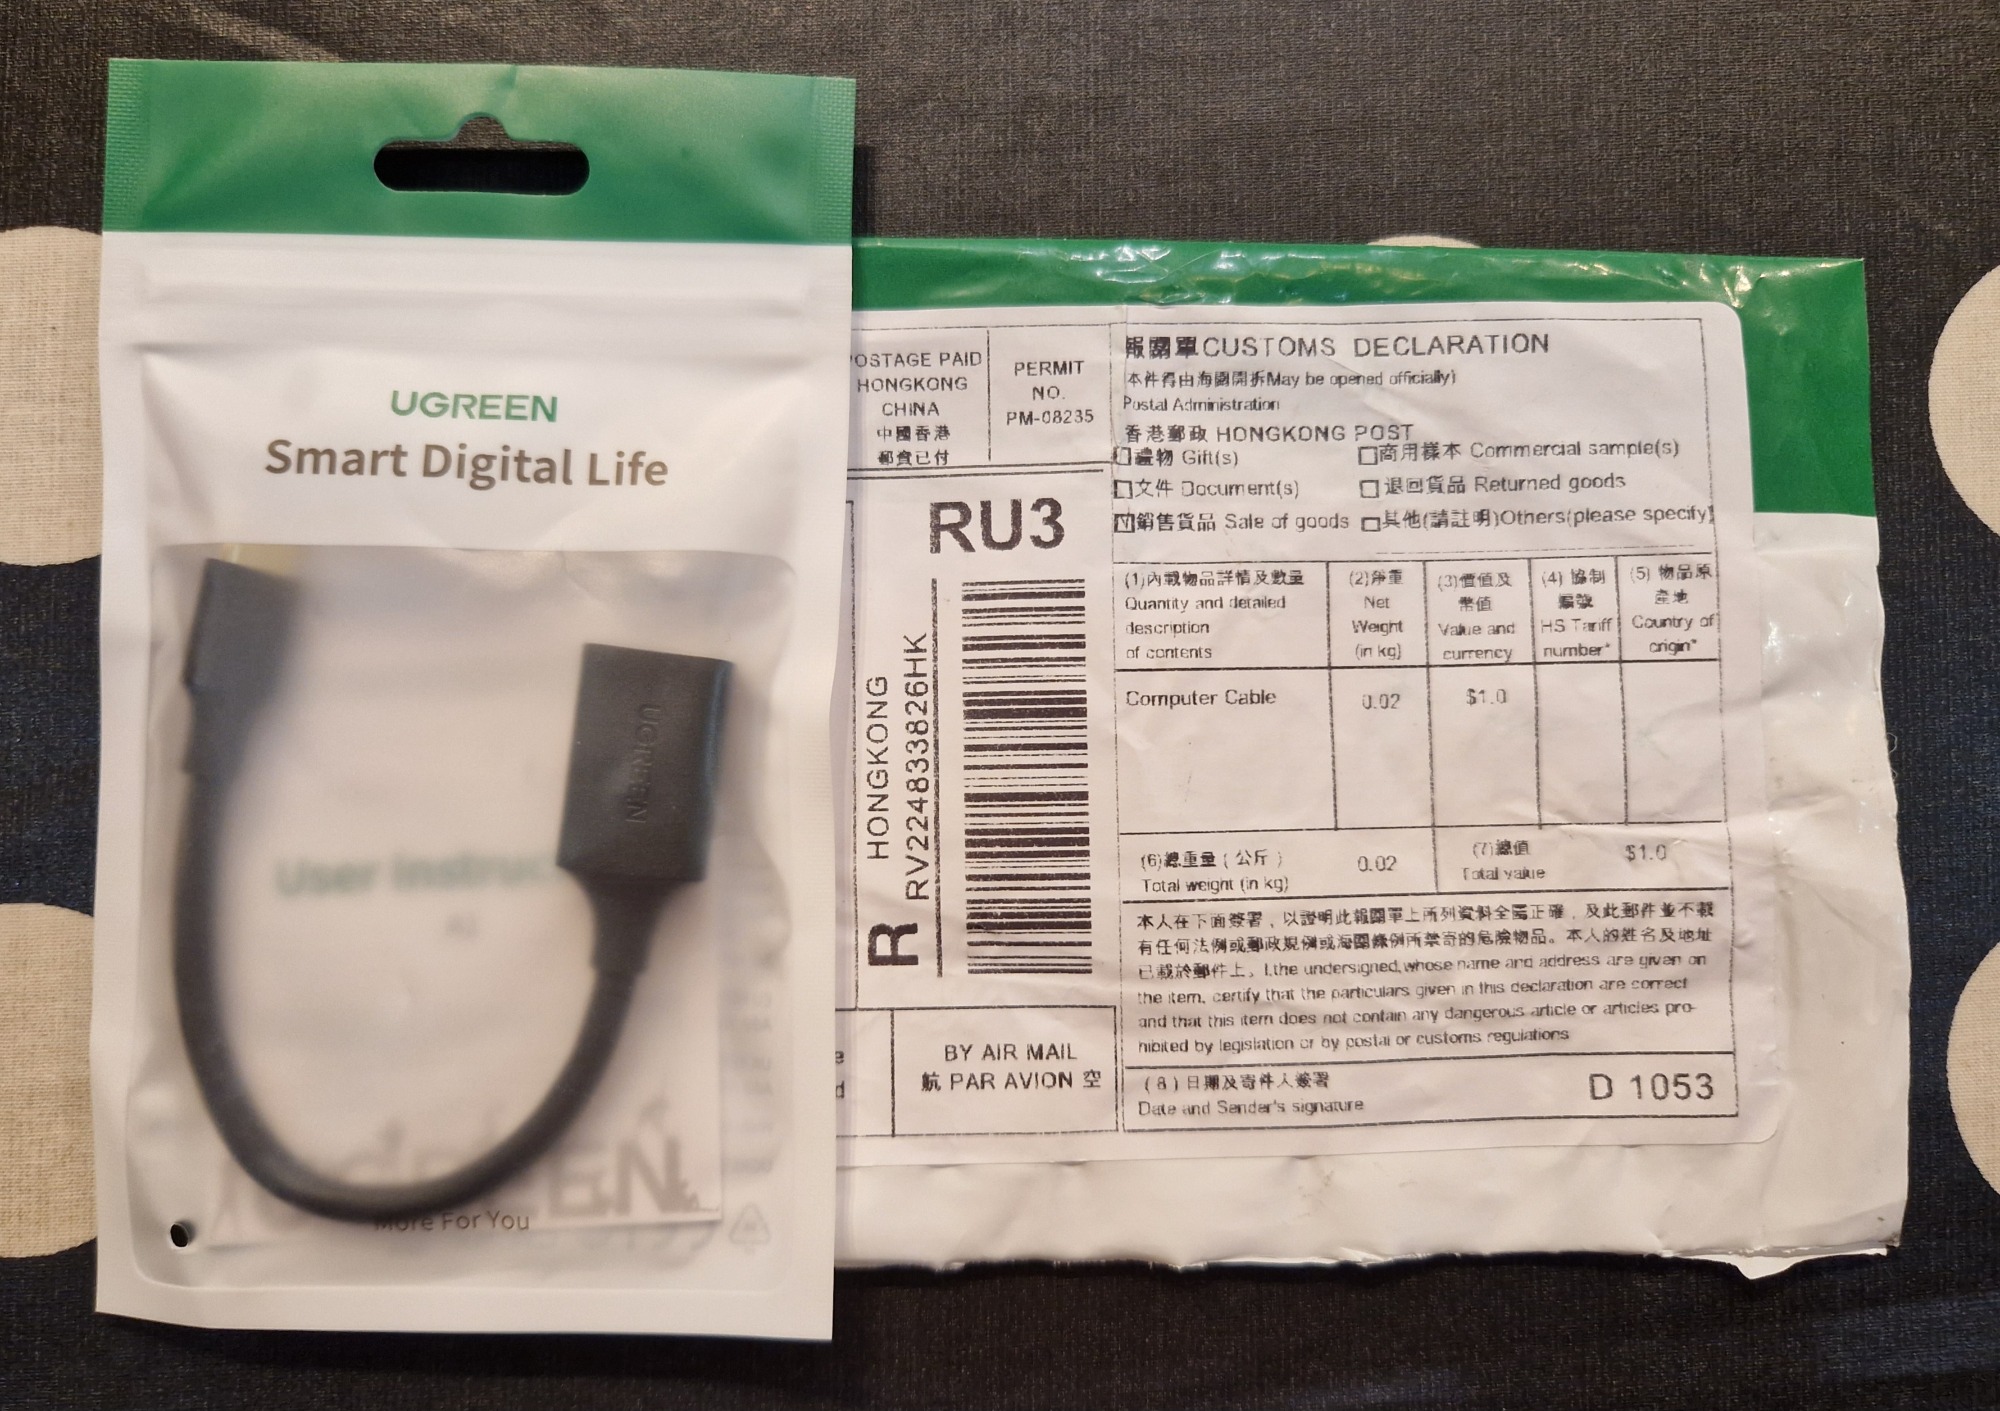 UGREEN
Smart Digital Life
UGREEN
User Instruc
More For You
OSTAGE PAID
HONGKONG
CHINA
中國香港
郵資已付
PERMIT
NO.
PM-08235
RU3
HONGKONG
RV224833826HK
R
BY AIR MAIL
航 PAR AVION 空
報關單CUSTOMS DECLARATION
本件得由海關開拆May be opened officially)
Postal Administration
香港郵政 HONGKONG POST
禮物 Gift(s)
商用樣本 Commercial sample(s)
文件 Document(s)
退回貨品 Returned goods
銷售貨品 Sale of goods
其他(請註明)Others(please specify)
(1)內載物品詳情及數量
Quantity and detailed
description
of contents
(2)淨重
Net
Weight
(in kg)
(3)價值及
幣值
Value and
currency
(4) 協制
編號
HS Tariff
number*
(5) 物品原
產地
Country of
origin*
Computer Cable
0.02
$1.0
(6)總重量(公斤)
Total weight (in kg)
0.02
(7)總值
Total value
$1.0
本人在下面簽署,以證明此報關單上所列資料全屬正確,及此郵件並不載
有任何法例或郵政規例或海關條例所禁寄的危險物品。本人的姓名及地址
已載於郵件上。I,the undersigned,whose name and address are given on
the item, certify that the particulars given in this declaration are correct
and that this item does not contain any dangerous article or articles pro-
hibited by legislation or by postal or customs regulations
(8)日期及寄件人簽署
Date and Sender's signature
D 1053